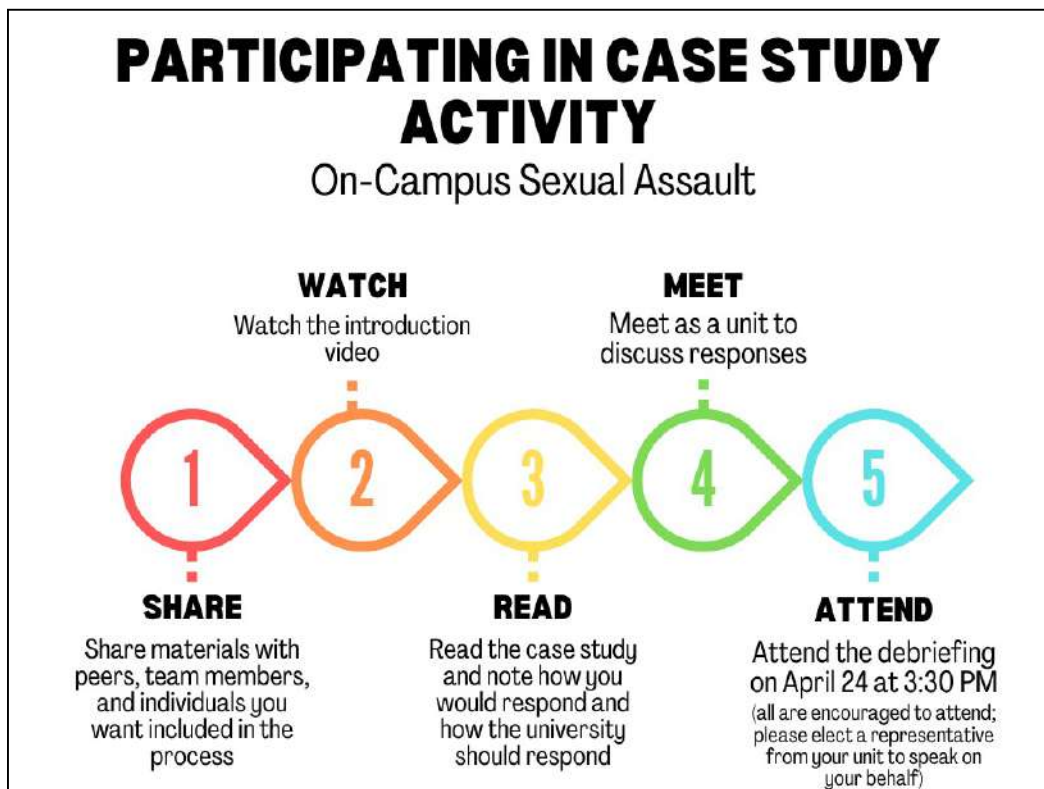 PARTICIPATING IN CASE STUDY
ACTIVITY
On-Campus Sexual Assault
1
SHARE
Share materials with
peers, team members,
and individuals you
want included in the
process
WATCH
Watch the introduction
video
2
3
READ
Read the case study
and note how you
would respond and
how the university
should respond
MEET
Meet as a unit to
discuss responses
4
5
ATTEND
Attend the debriefing
on April 24 at 3:30 PM
(all are encouraged to attend;
please elect a representative
from your unit to speak on
your behalf)